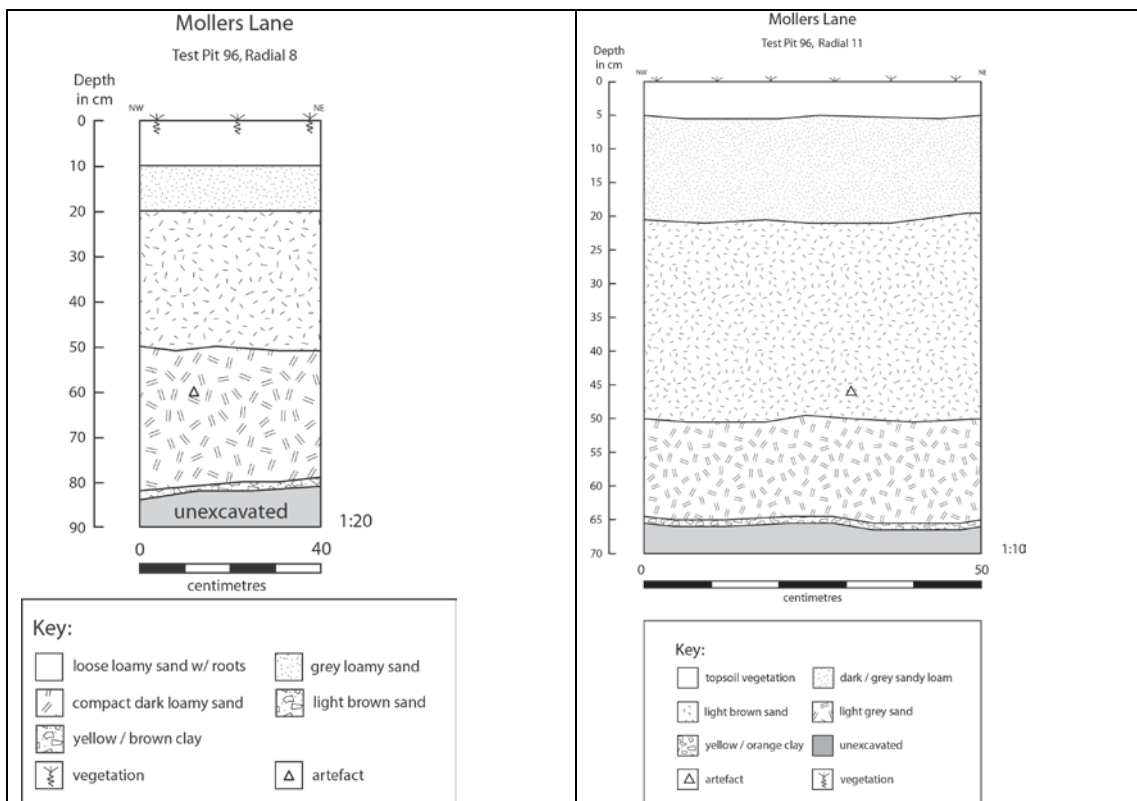 Mollers Lane
Test Pit 96, Radial 8
Depth
in cm
NW
NE
0
10
20
30
40
50
60
70
80
90
unexcavated
1:20
0
40
centimetres
Key:
loose loamy sand w/ roots
grey loamy sand
compact dark loamy sand
light brown sand
yellow / brown clay
vegetation
artefact
Mollers Lane
Test Pit 96, Radial 11
Depth
in cm
NW
NE
0
5
10
15
20
25
30
35
40
45
50
55
60
65
70
1:10
0
50
centimetres
Key:
topsoil vegetation
dark / grey sandy loam
light brown sand
light grey sand
yellow / orange clay
unexcavated
artefact
vegetation